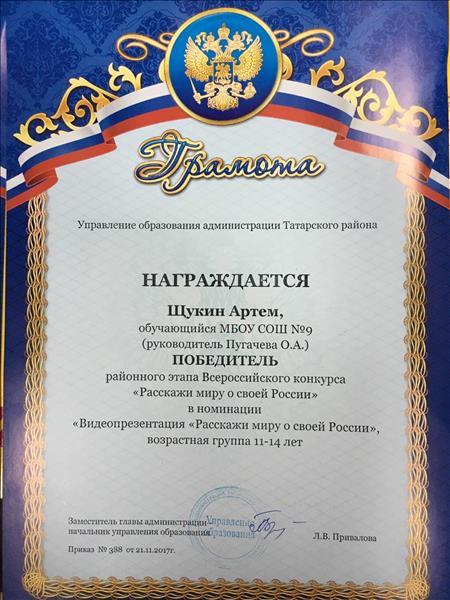 Грамота
Управление образования администрации Татарского района
НАГРАЖДАЕТСЯ
Щукин Артем,
обучающийся МБОУ СОШ №9
(руководитель Пугачева О.А.)
ПОБЕДИТЕЛЬ
районного этапа Всероссийского конкурса
«Расскажи миру о своей России»
в номинации
«Видеопрезентация «Расскажи миру о своей России»,
возрастная группа 11-14 лет
Заместитель главы администрации-
начальник управления образования
Управление
образования
Л.В. Привалова
Приказ № 388 от 21.11.2017г.